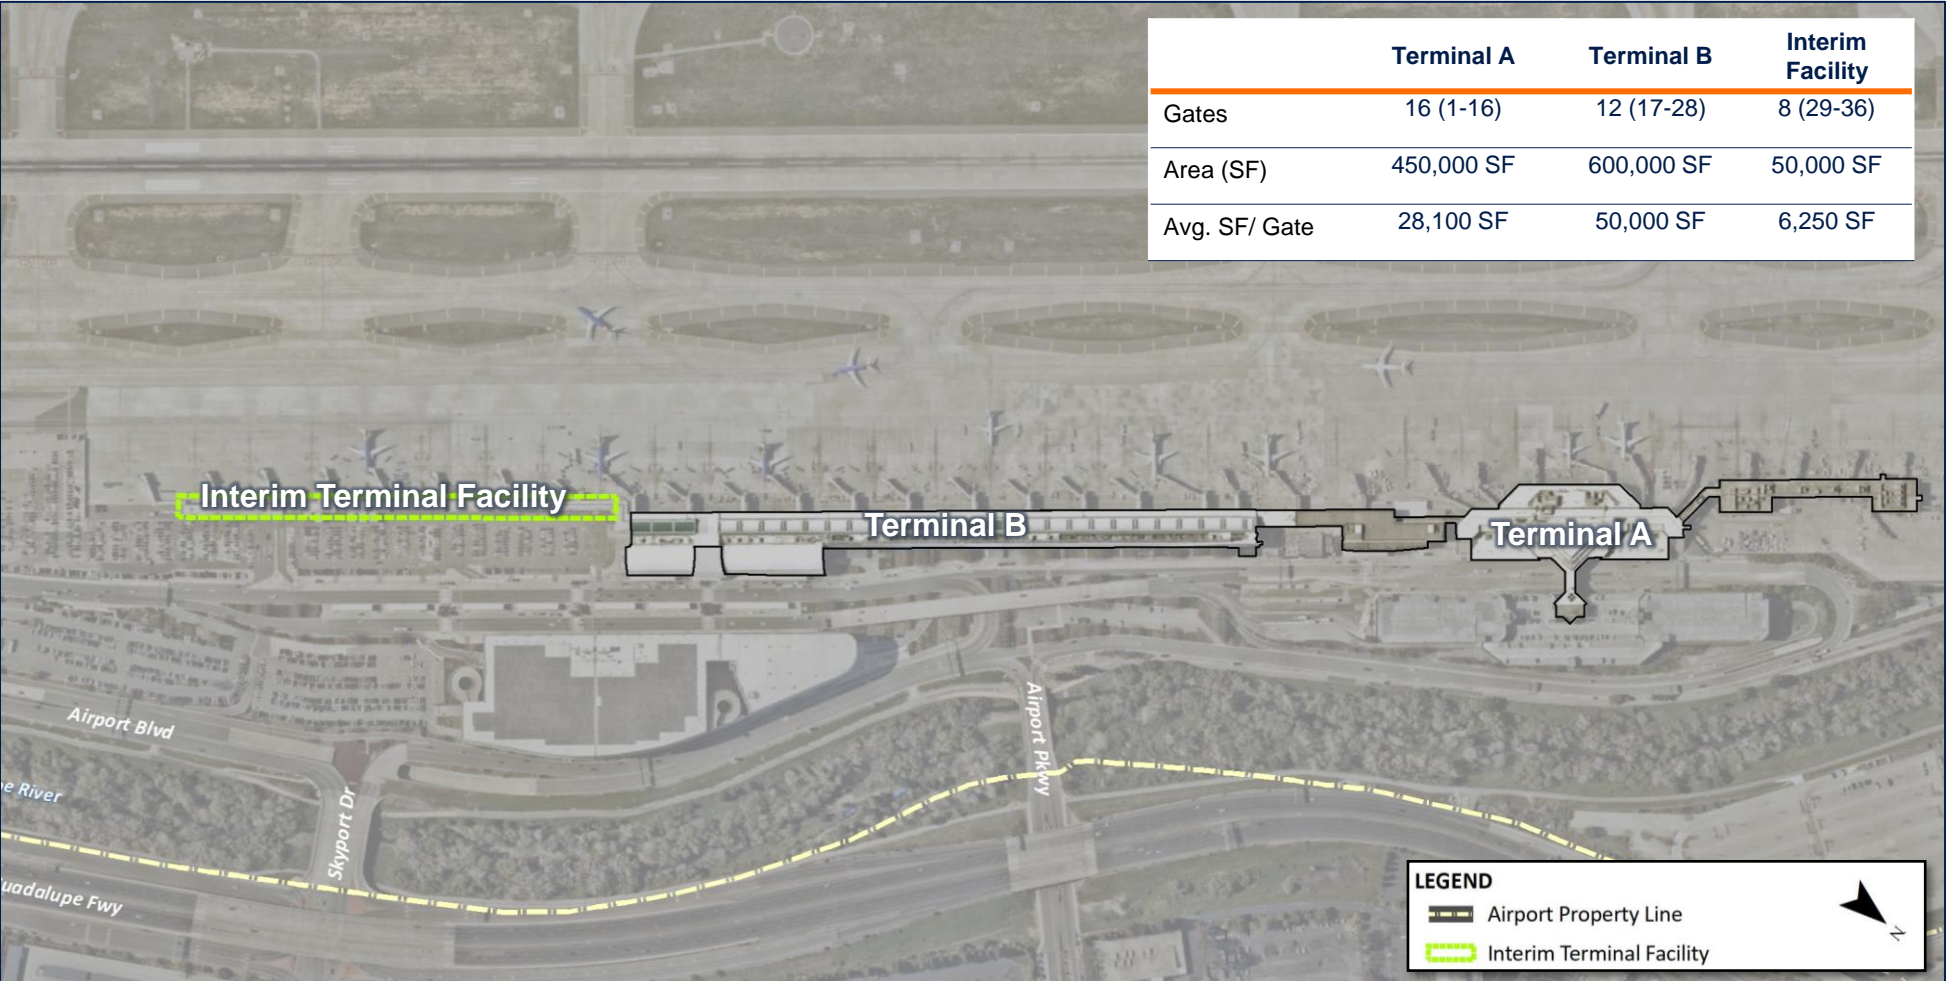 Terminal A Terminal B Interim
Facility
Gates 16 (1-16) 12 (17-28) 8 (29-36)
Area (SF) 450,000 SF 600,000 SF 50,000 SF
Avg. SF/ Gate 28,100 SF 50,000 SF 6,250 SF
Interim Terminal Facility
Terminal B
Terminal A
Airport Blvd
Airport Pkwy
e River
Skyport Dr
uadalupe Fwy
LEGEND
Airport Property Line
Interim Terminal Facility
N